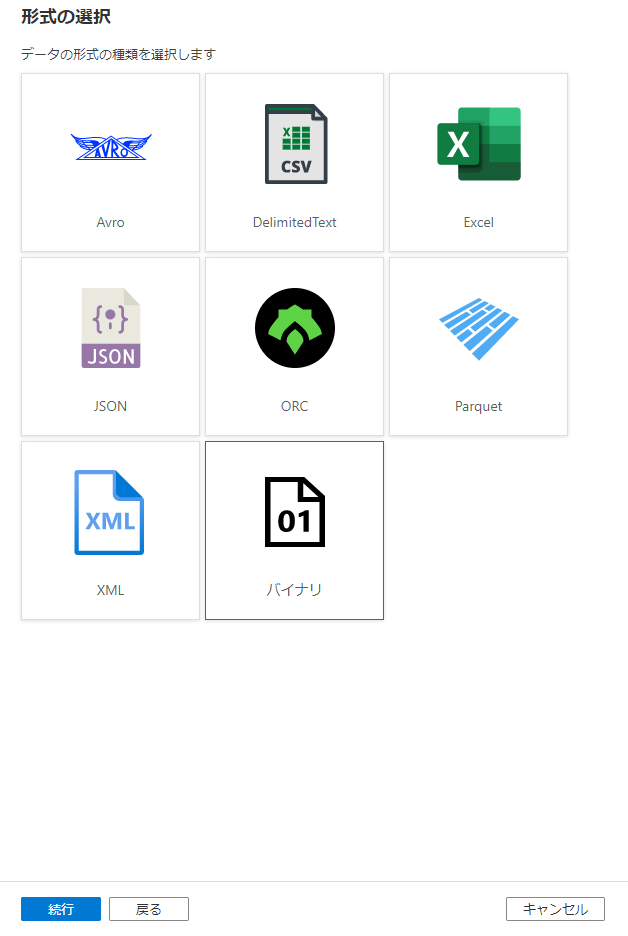 形式の選択
データの形式の種類を選択します
AVRO
X
CSV
X
Avro
DelimitedText
Excel
{ }
JSON
JSON
ORC
Parquet
XML
01
XML
バイナリ
続行
戻る
キャンセル